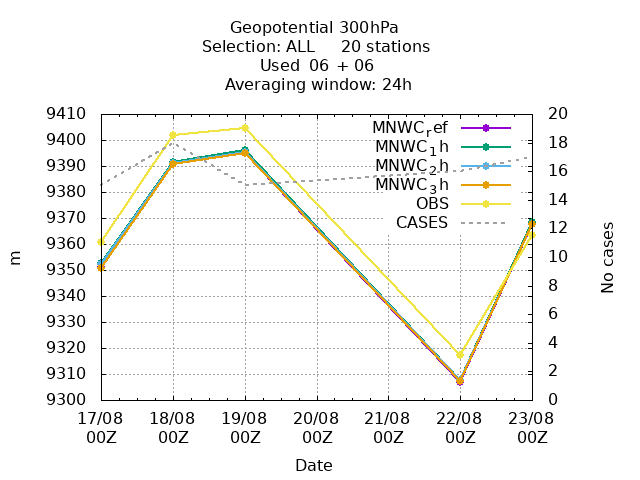 Geopotential 300hPa
Selection: ALL 20 stations
Used 06 + 06
Averaging window: 24h
9410
9400
9390
9380
9370
9360
9350
9340
9330
9320
9310
9300
m
20
18
16
14
12
10
8
6
4
2
0
No cases
MNWC_ref
MNWC_1h
MNWC_2h
MNWC_3h
OBS
CASES
17/08 18/08 19/08 20/08 21/08 22/08 23/08
00Z 00Z 00Z 00Z 00Z 00Z 00Z
Date